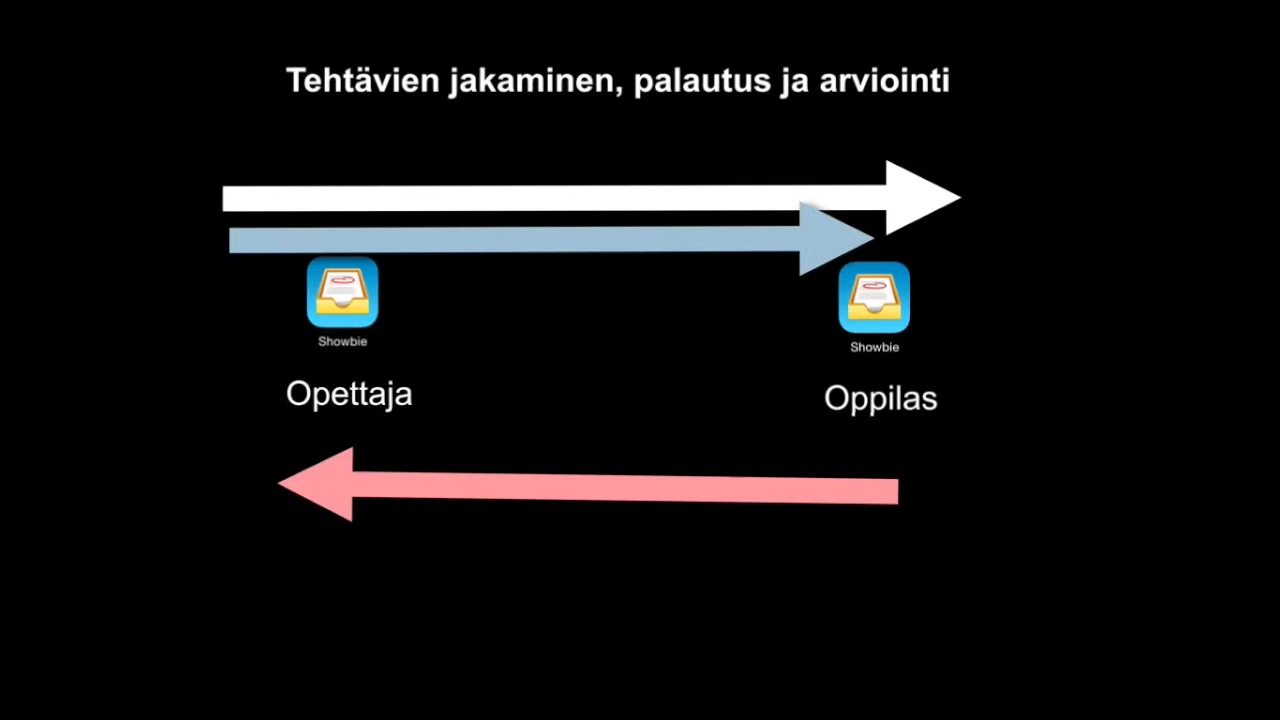 Tehtävien jakaminen, palautus ja arviointi
Showbie
Showbie
Opettaja
Oppilas